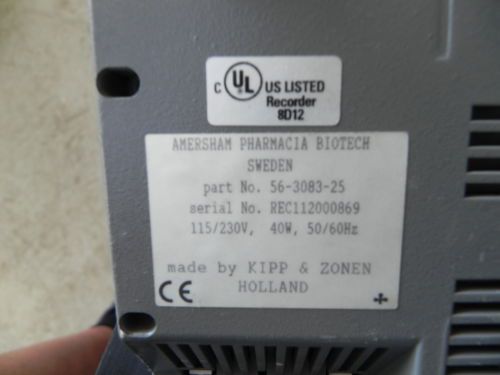 C UL US LISTED
Recorder
8D12
AMERSHAM PHARMACIA BIOTECH
SWEDEN
part No. 56-3083-25
serial No. REC112000869
115/230V, 40W, 50/60Hz
made by KIPP & ZONEN
HOLLAND
CE